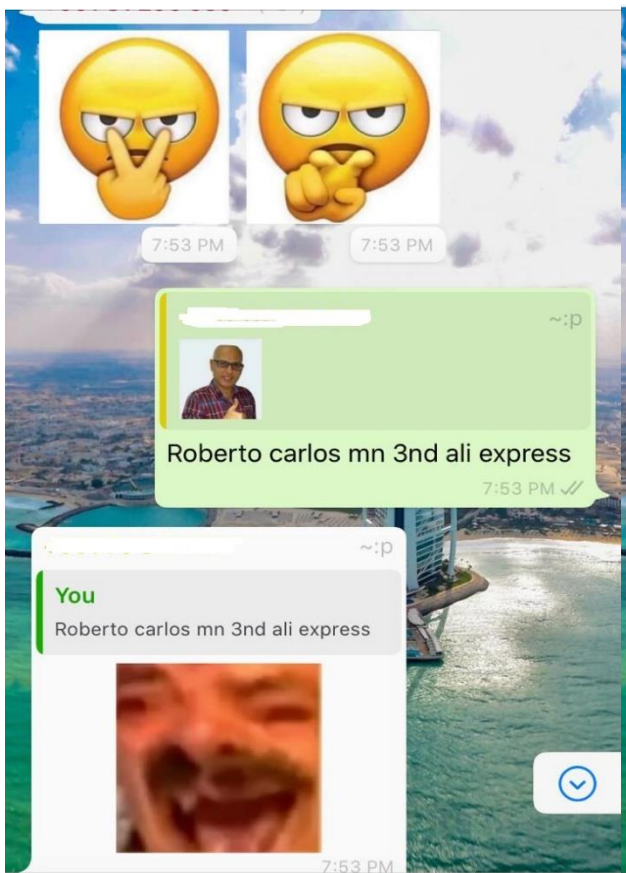 7:53 PM
7:53 PM
~:p
Roberto carlos mn 3nd ali express
7:53 PM
~:p
You
Roberto carlos mn 3nd ali express
7:53 PM